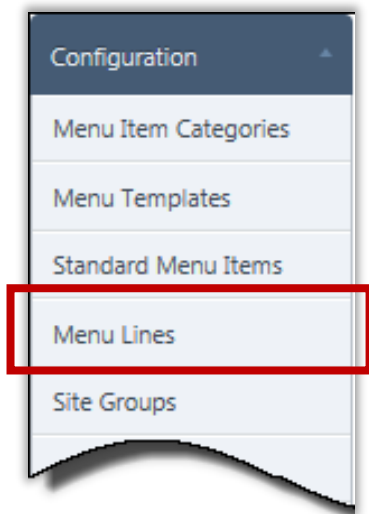 Configuration
Menu Item Categories
Menu Templates
Standard Menu Items
Menu Lines
Site Groups